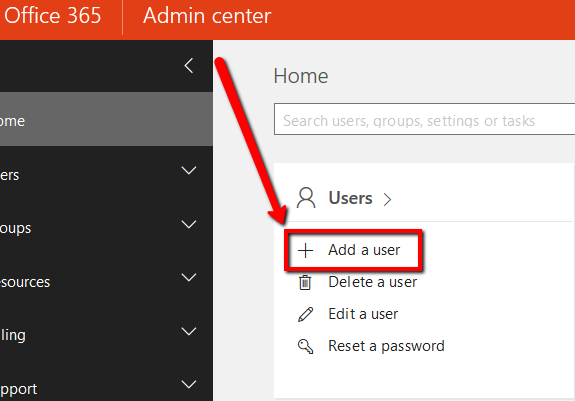 Office 365 Admin center
Home
ome
Search users, groups, settings or tasks
ers
Users
oups
Add a user
esources
Delete a user
Edit a user
lling
Reset a password
pport